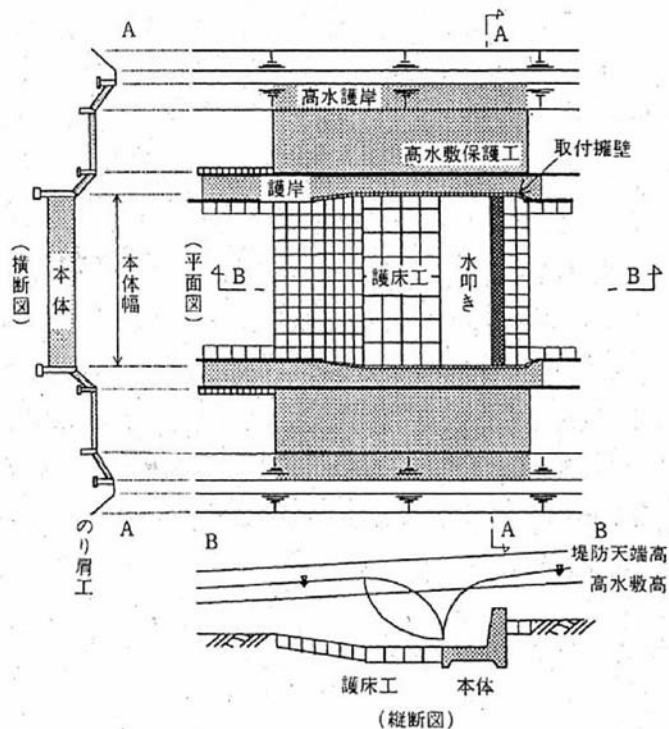 A
A
高水護岸
高水敷保護工
取付擁壁
護岸
(横断図)
本体
本体幅
(平面図)
B
護床工
水叩き
B
のり肩工
A
B
A
B
堤防天端高
高水敷高
護床工
本体
(縦断図)